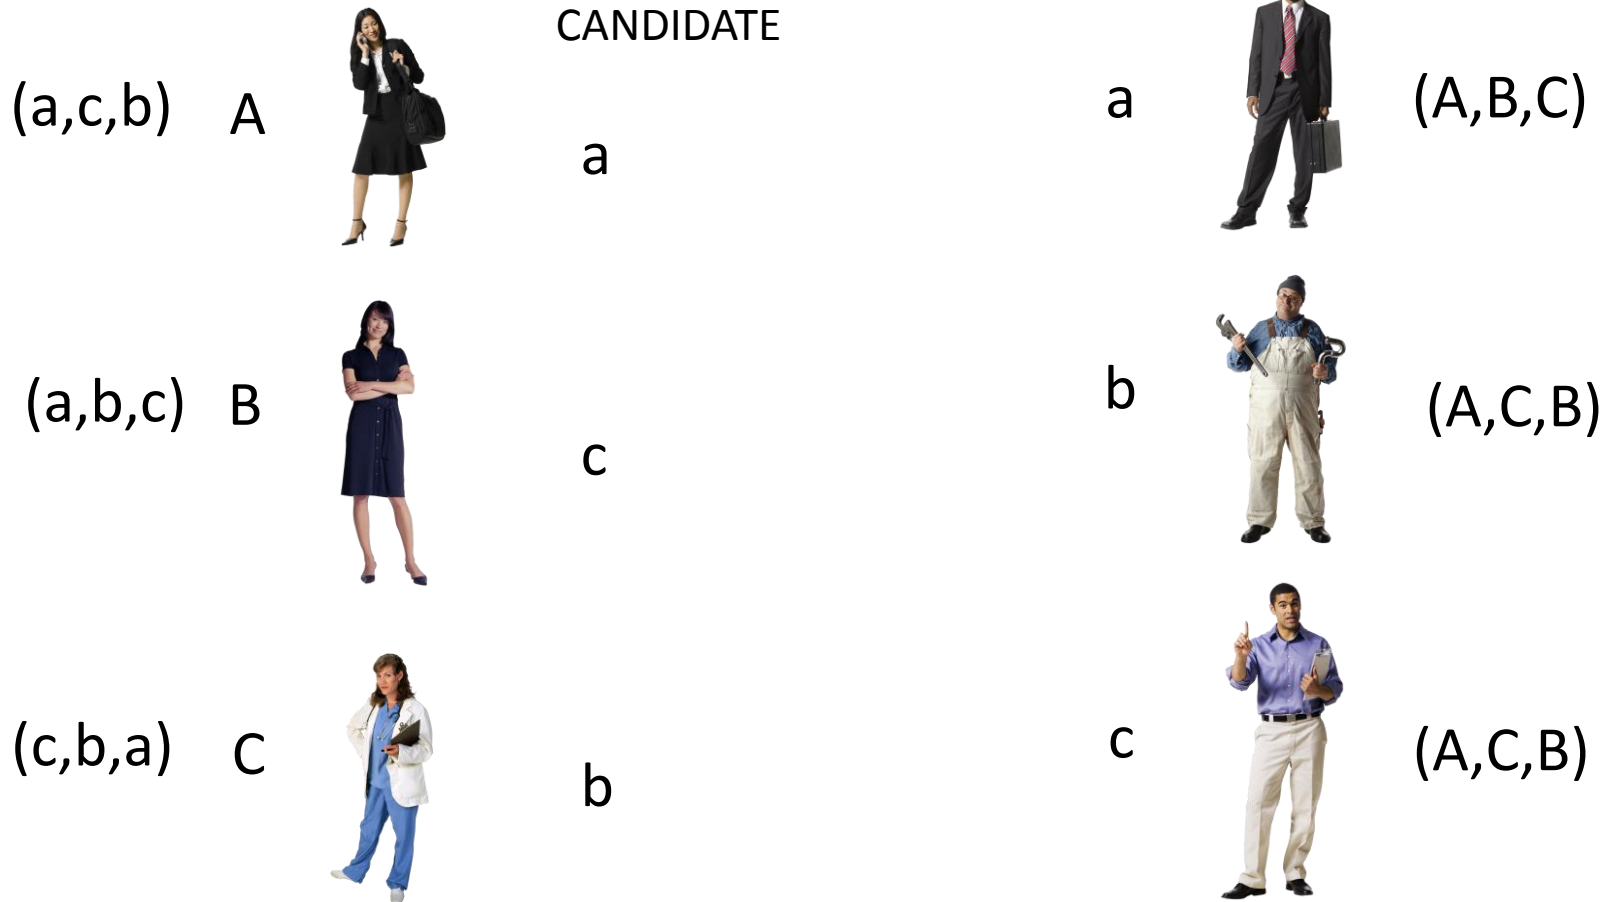 CANDIDATE
(a,c,b) A a a (A,B,C)
(a,b,c) B c b (A,C,B)
(c,b,a) C b c (A,C,B)